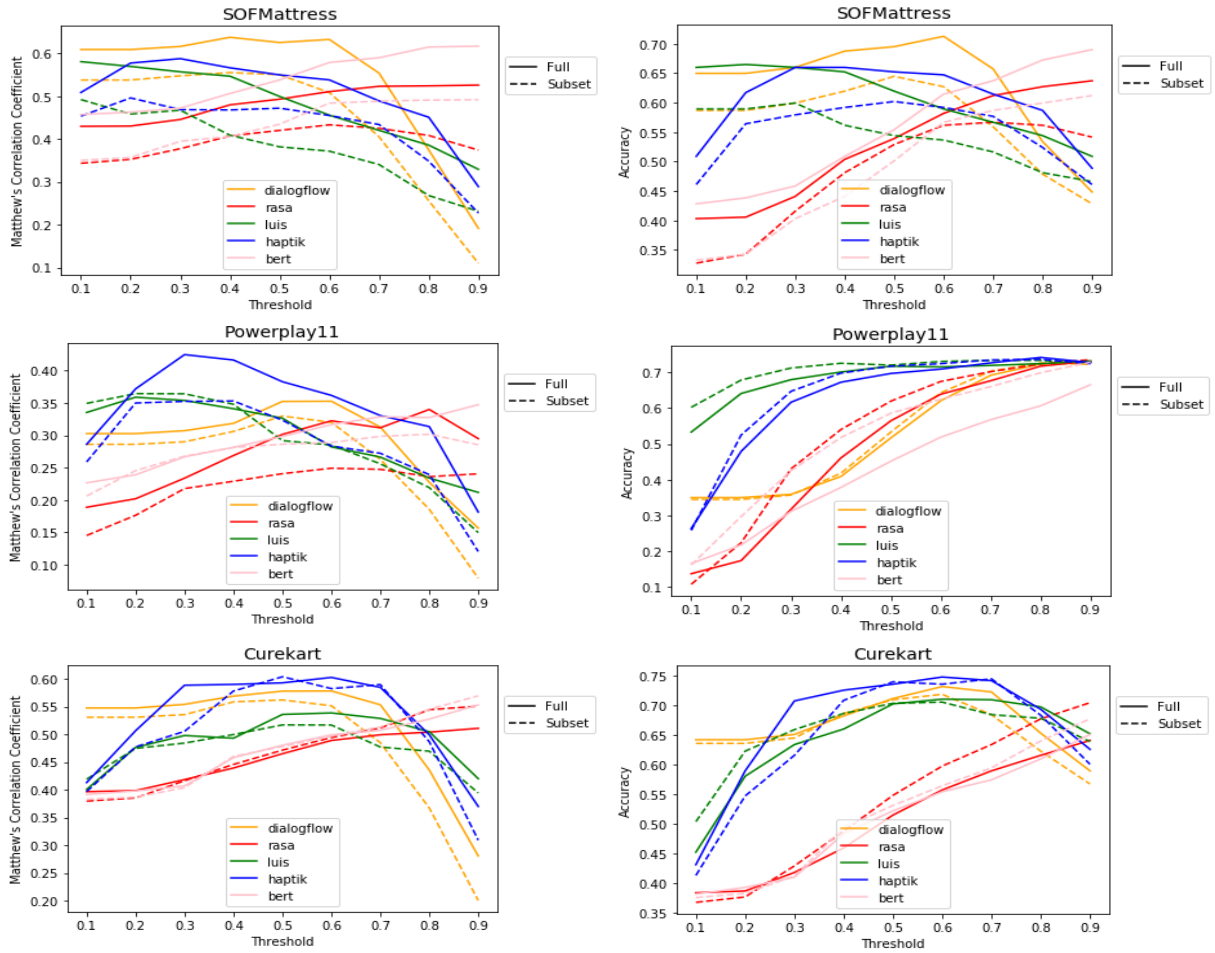 SOFMattress
Matthew's Correlation Coefficient
0.6
0.5
0.4
0.3
0.2
0.1
0.1 0.2 0.3 0.4 0.5 0.6 0.7 0.8 0.9
Threshold
dialogflow
rasa
luis
haptik
bert
Full
Subset
SOFMattress
Accuracy
0.70
0.65
0.60
0.55
0.50
0.45
0.40
0.35
0.1 0.2 0.3 0.4 0.5 0.6 0.7 0.8 0.9
Threshold
dialogflow
rasa
luis
haptik
bert
Full
Subset
Powerplay11
Matthew's Correlation Coefficient
0.40
0.35
0.30
0.25
0.20
0.15
0.10
0.1 0.2 0.3 0.4 0.5 0.6 0.7 0.8 0.9
Threshold
dialogflow
rasa
luis
haptik
bert
Full
Subset
Powerplay11
Accuracy
0.7
0.6
0.5
0.4
0.3
0.2
0.1
0.1 0.2 0.3 0.4 0.5 0.6 0.7 0.8 0.9
Threshold
dialogflow
rasa
luis
haptik
bert
Full
Subset
Curekart
Matthew's Correlation Coefficient
0.60
0.55
0.50
0.45
0.40
0.35
0.30
0.25
0.20
0.1 0.2 0.3 0.4 0.5 0.6 0.7 0.8 0.9
Threshold
dialogflow
rasa
luis
haptik
bert
Full
Subset
Curekart
Accuracy
0.75
0.70
0.65
0.60
0.55
0.50
0.45
0.40
0.35
0.1 0.2 0.3 0.4 0.5 0.6 0.7 0.8 0.9
Threshold
dialogflow
rasa
luis
haptik
bert
Full
Subset